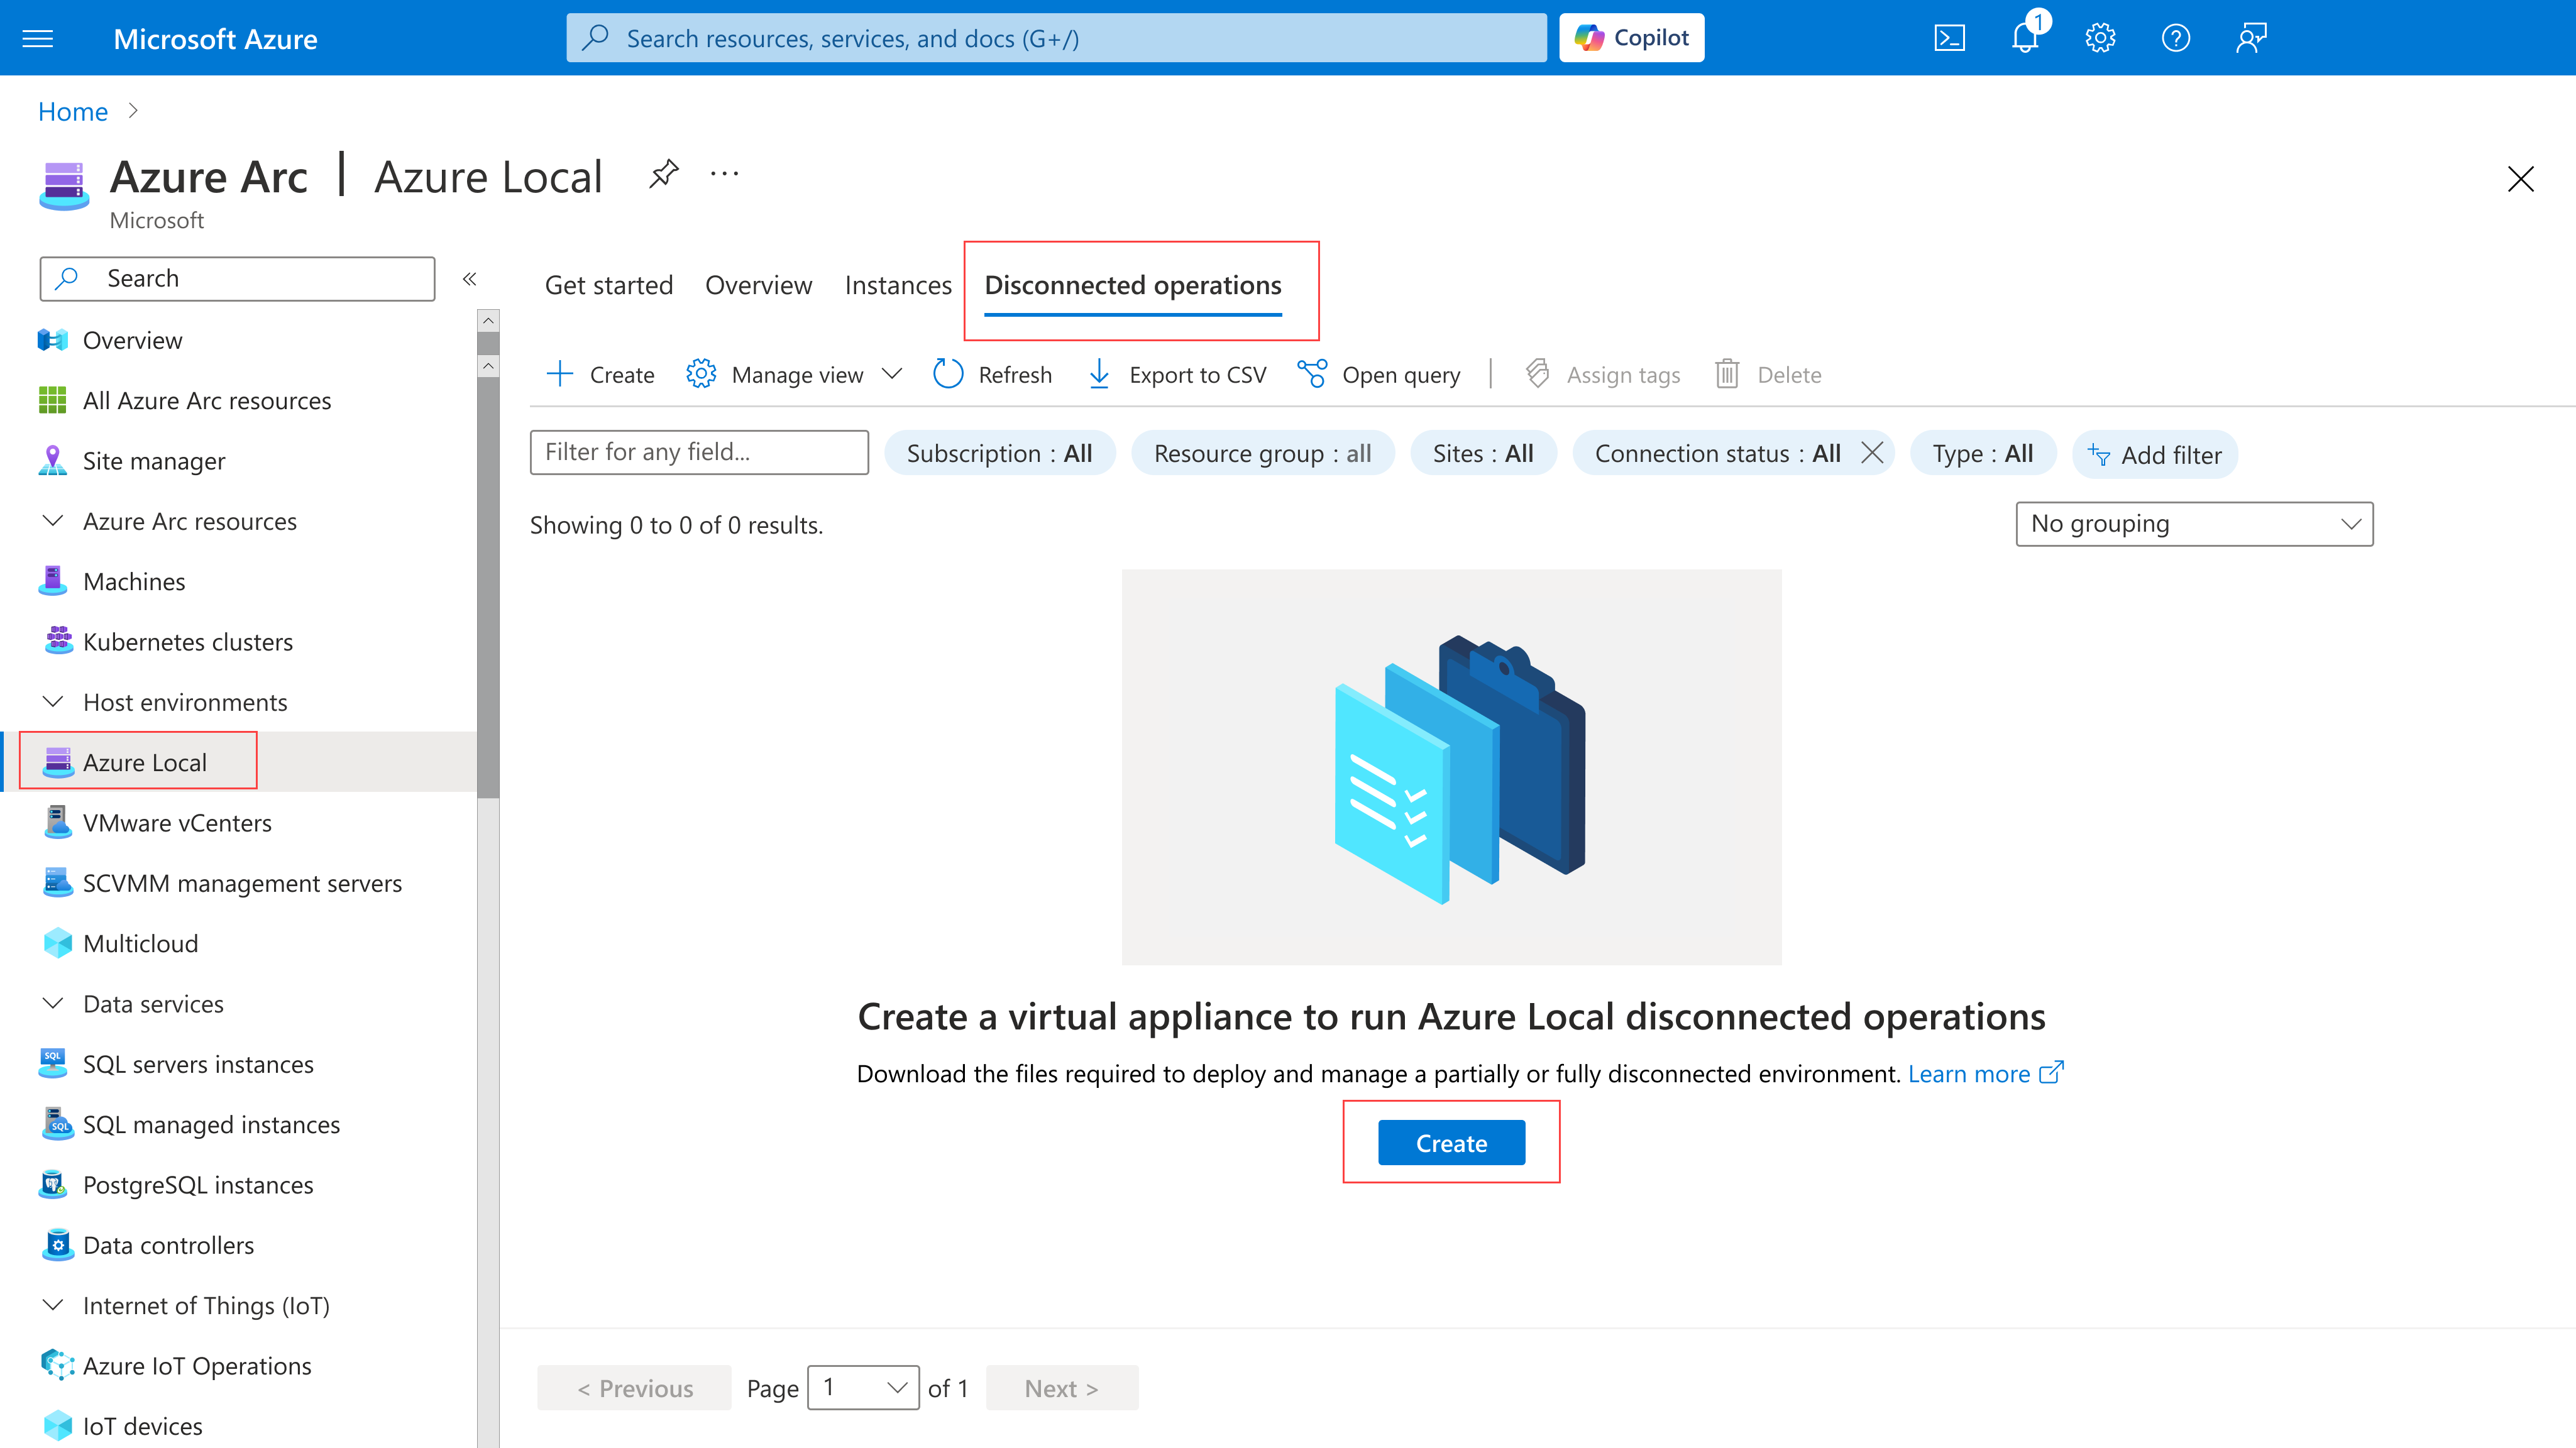 Microsoft Azure
Search resources, services, and docs (G+/)
Copilot
1
Home
Azure Arc | Azure Local
Microsoft
Search
Overview
All Azure Arc resources
Site manager
Azure Arc resources
Machines
Kubernetes clusters
Host environments
Azure Local
VMware vCenters
SCVMM management servers
Multicloud
Data services
SQL servers instances
SQL managed instances
PostgreSQL instances
Data controllers
Internet of Things (IoT)
Azure IoT Operations
IoT devices
Get started Overview Instances Disconnected operations
Create Manage view Refresh Export to CSV Open query Assign tags Delete
Filter for any field... Subscription : All Resource group : all Sites : All Connection status : All Type : All Add filter
Showing 0 to 0 of 0 results. No grouping
Create a virtual appliance to run Azure Local disconnected operations
Download the files required to deploy and manage a partially or fully disconnected environment. Learn more
Create
< Previous Page 1 of 1 Next >